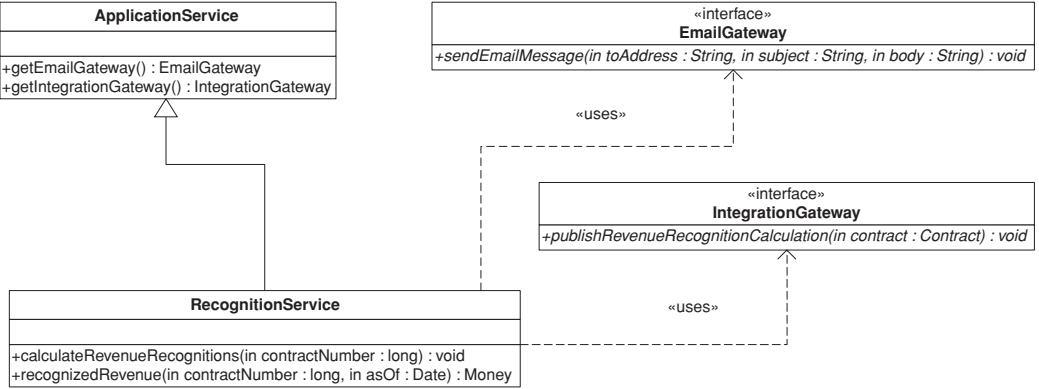 ApplicationService
+getEmailGateway() : EmailGateway
+getIntegrationGateway() : IntegrationGateway
«interface»
EmailGateway
+sendEmailMessage(in toAddress : String, in subject : String, in body : String) : void
«uses»
«interface»
IntegrationGateway
+publishRevenueRecognitionCalculation(in contract : Contract) : void
«uses»
RecognitionService
+calculateRevenueRecognitions(in contractNumber : long) : void
+recognizedRevenue(in contractNumber : long, in asOf : Date) : Money